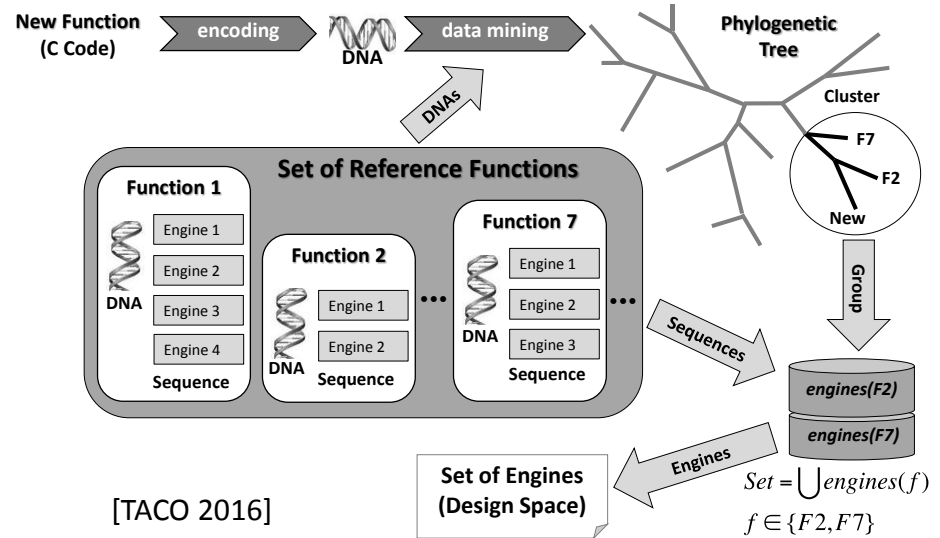 New Function
(C Code)
encoding
DNA
data mining
Phylogenetic
Tree
DNAs
Cluster
F7
F2
New
Set of Reference Functions
Function 1
DNA
Engine 1
Engine 2
Engine 3
Engine 4
Sequence
Function 2
DNA
Engine 1
Engine 2
Sequence
...
Function 7
DNA
Engine 1
Engine 2
Engine 3
Sequence
...
Group
Sequences
engines(F2)
engines(F7)
Engines
Set of Engines
(Design Space)
Set = ⋃ engines(f)
f ∈ {F2, F7}
[TACO 2016]